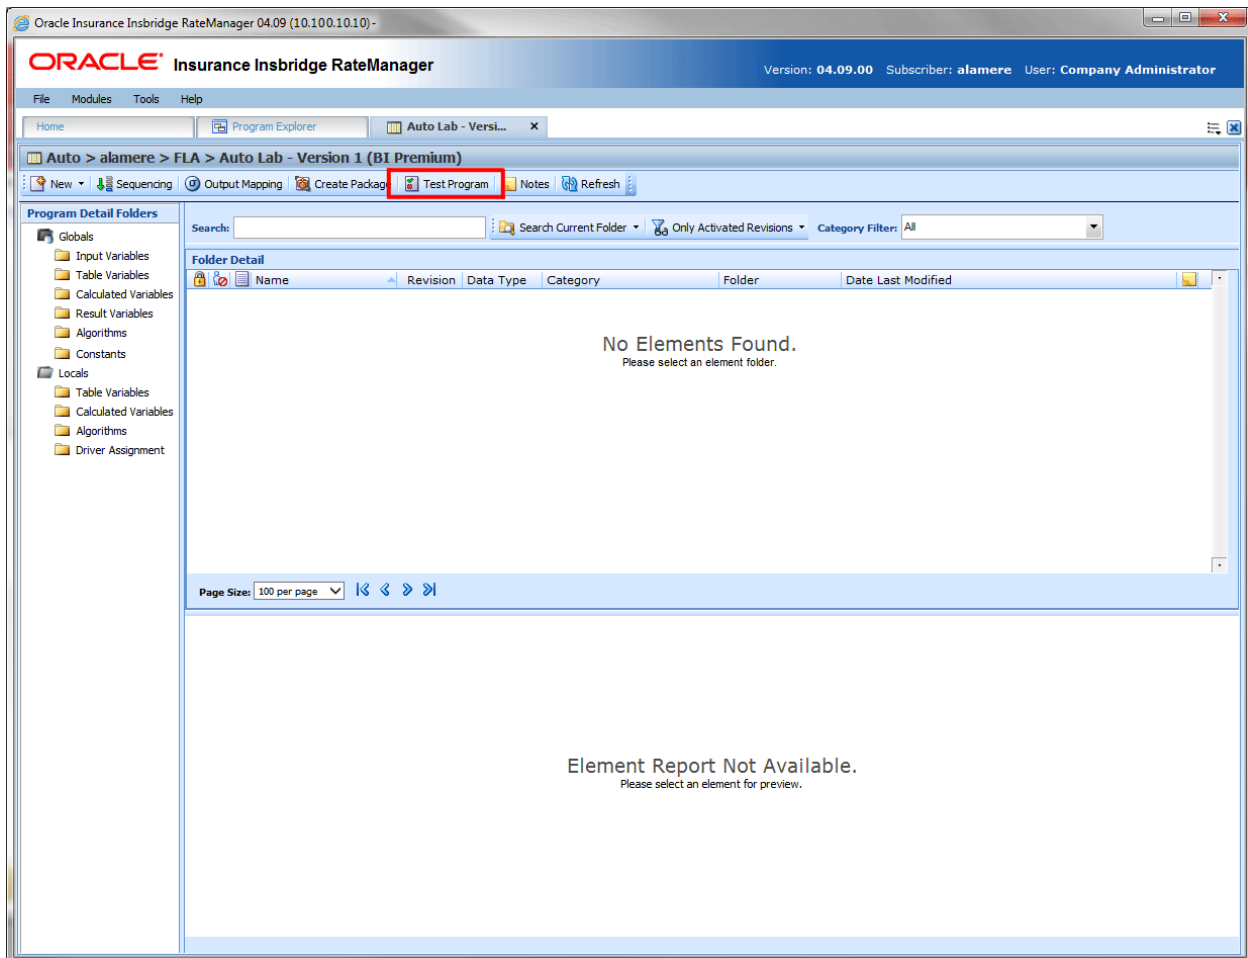 Oracle Insurance Insbridge RateManager 04.09 (10.100.10.10) -
ORACLE Insurance Insbridge RateManager
Version: 04.09.00 Subscriber: alamere User: Company Administrator
File Modules Tools Help
Home Program Explorer Auto Lab - Versi...
Auto > alamere > FLA > Auto Lab - Version 1 (BI Premium)
New Sequencing Output Mapping Create Package Test Program Notes Refresh
Program Detail Folders
Globals
Input Variables
Table Variables
Calculated Variables
Result Variables
Algorithms
Constants
Locals
Table Variables
Calculated Variables
Algorithms
Driver Assignment
Search: Search Current Folder Only Activated Revisions Category Filter: All
Folder Detail
Name Revision Data Type Category Folder Date Last Modified
No Elements Found.
Please select an element folder.
Page Size: 100 per page
Element Report Not Available.
Please select an element for preview.